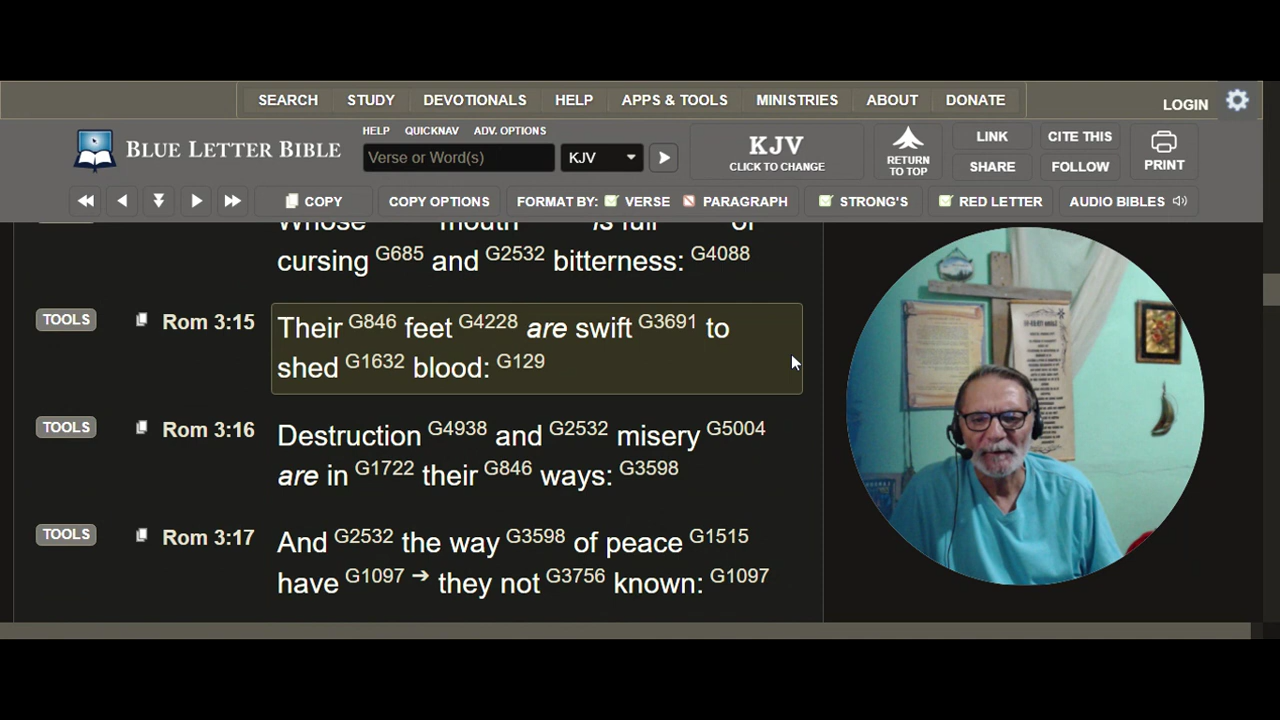 SEARCH STUDY DEVOTIONALS HELP APPS & TOOLS MINISTRIES ABOUT DONATE LOGIN
HELP QUICKNAV ADV. OPTIONS
BLUE LETTER BIBLE
Verse or Word(s)
KJV
KJV
CLICK TO CHANGE
RETURN
TO TOP
LINK
SHARE
CITE THIS
FOLLOW
PRINT
COPY COPY OPTIONS FORMAT BY: VERSE PARAGRAPH STRONG'S RED LETTER AUDIO BIBLES
Whose mouth is full of
cursing G685 and G2532 bitterness: G4088
TOOLS Rom 3:15 Their G846 feet G4228 are swift G3691 to
shed G1632 blood: G129
TOOLS Rom 3:16 Destruction G4938 and G2532 misery G5004
are in G1722 their G846 ways: G3598
TOOLS Rom 3:17 And G2532 the way G3598 of peace G1515
have G1097 ➔ they not G3756 known: G1097